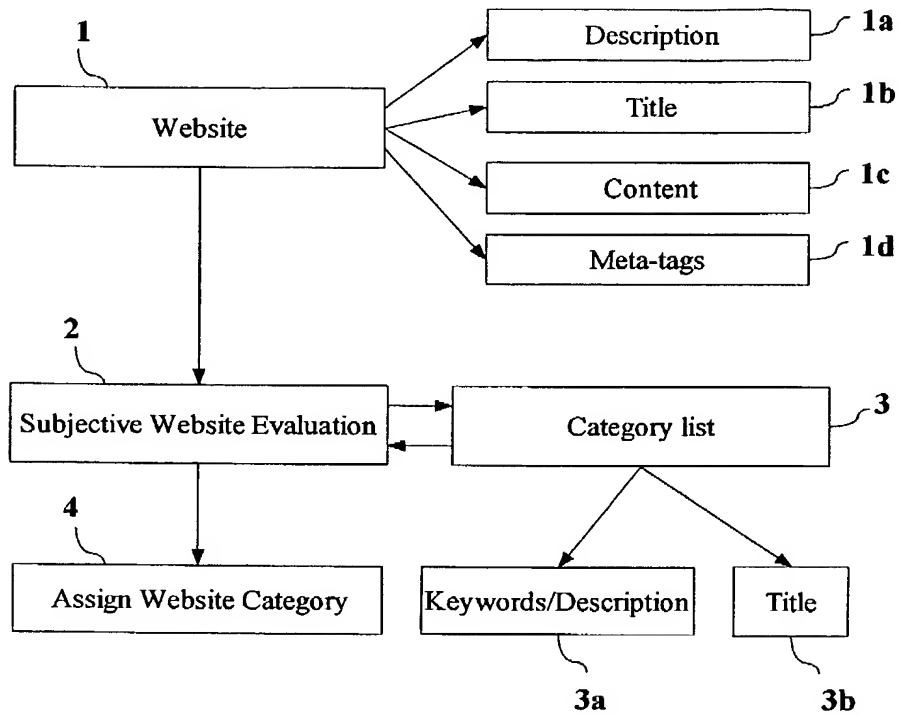 1
1a
Description
1b
Website
Title
1c
Content
1d
Meta-tags
2
3
Subjective Website Evaluation
Category list
4
Assign Website Category
Keywords/Description
Title
3a
3b